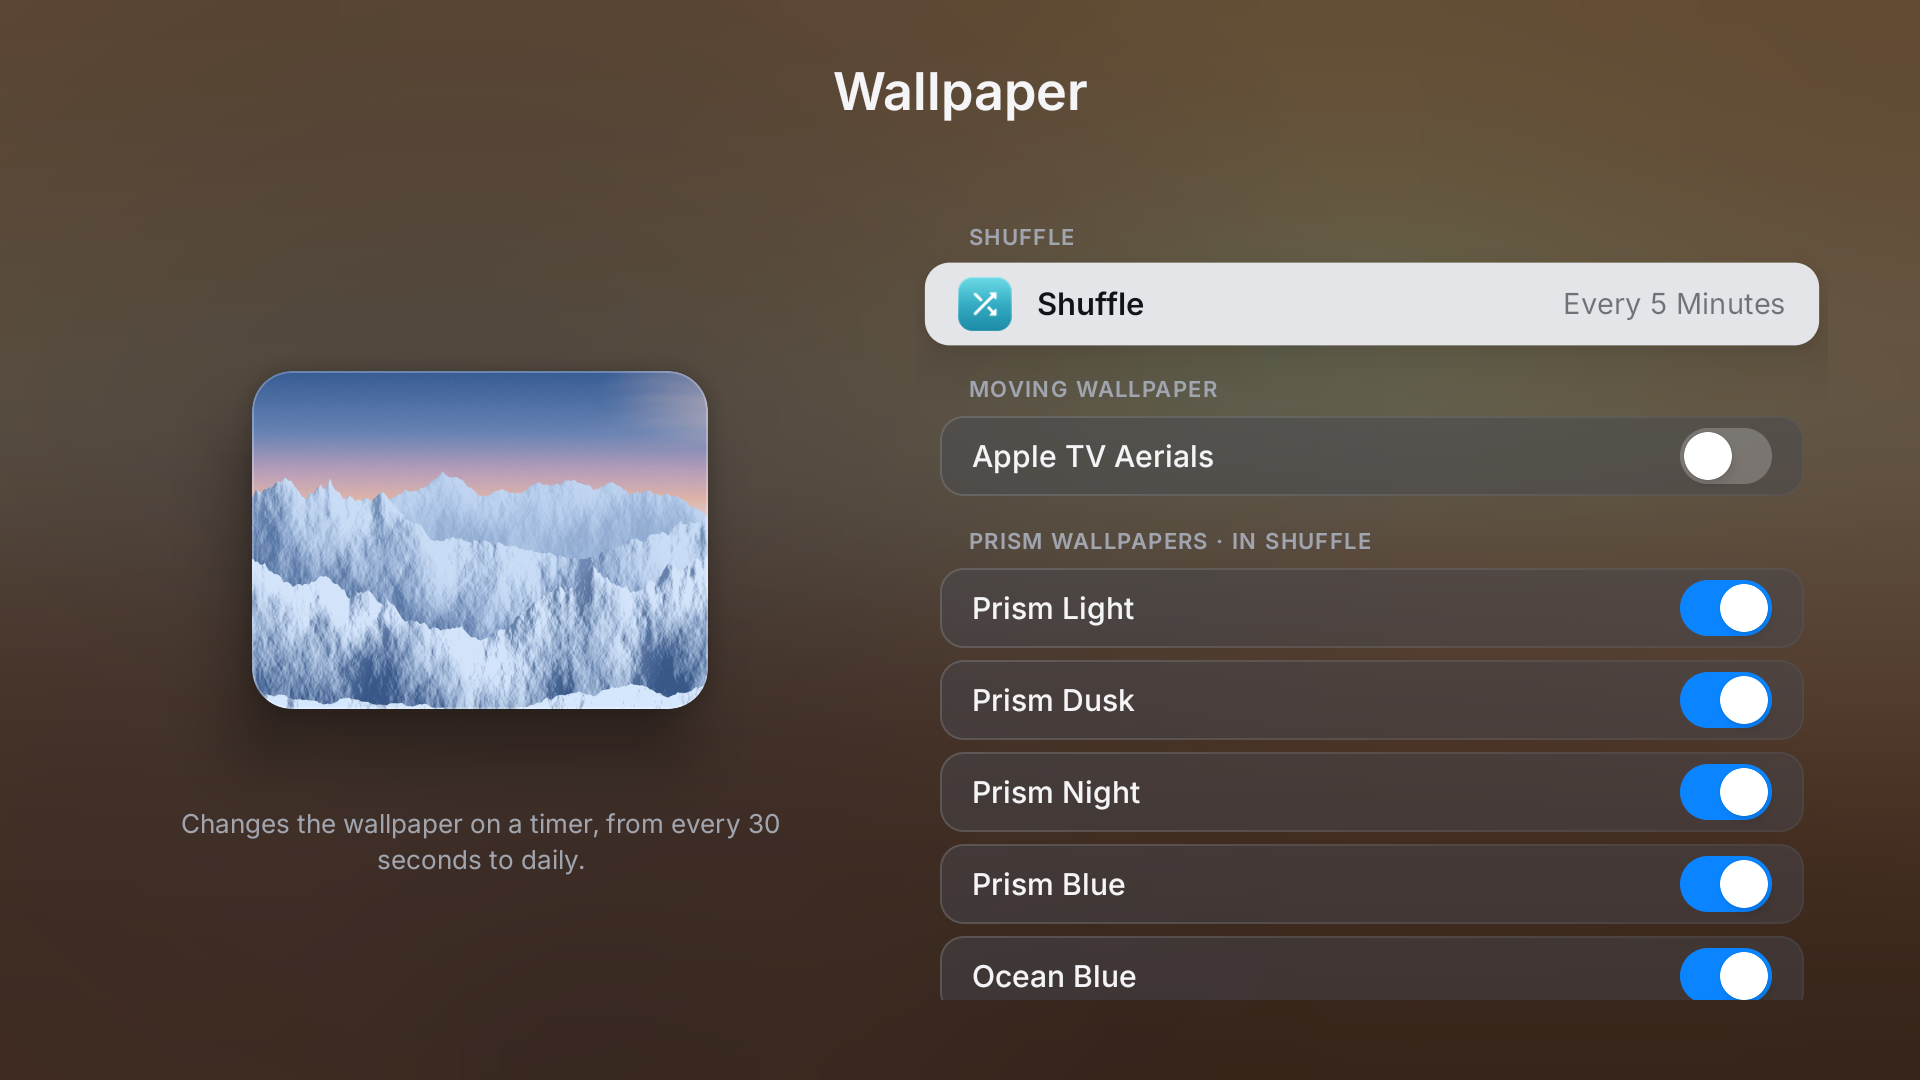 Wallpaper
SHUFFLE
Shuffle
Every 5 Minutes
MOVING WALLPAPER
Apple TV Aerials
PRISM WALLPAPERS · IN SHUFFLE
Prism Light
Prism Dusk
Prism Night
Prism Blue
Ocean Blue
Changes the wallpaper on a timer, from every 30
seconds to daily.